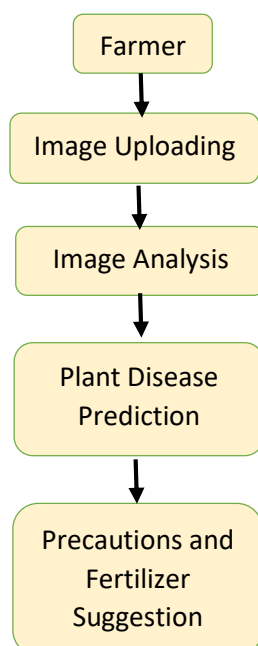 Farmer
Image Uploading
Image Analysis
Plant Disease
Prediction
Precautions and
Fertilizer
Suggestion